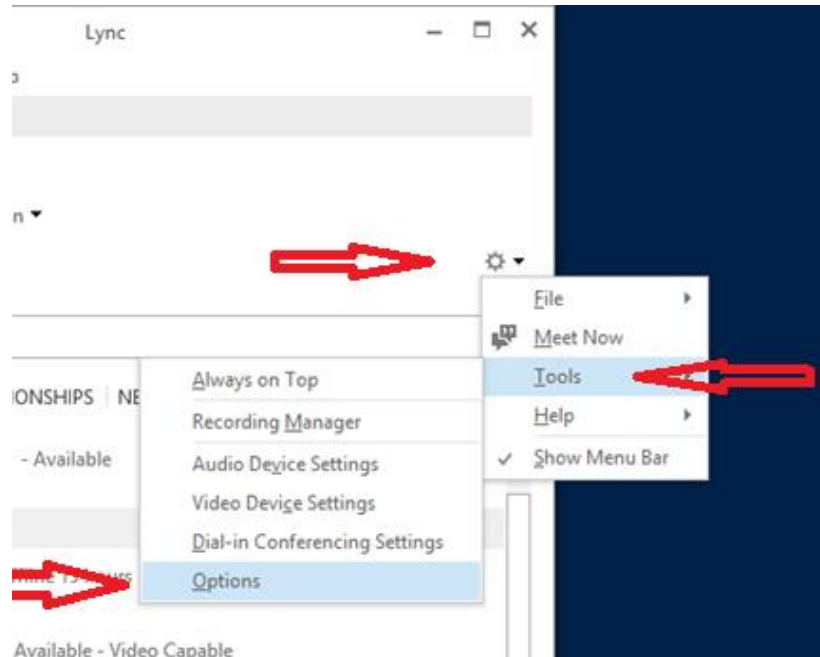 Lync
n
File
Meet Now
Tools
Help
Show Menu Bar
Always on Top
Recording Manager
Audio Device Settings
Video Device Settings
Dial-in Conferencing Settings
Options
ONSHIPS NE
- Available
Available - Video Capable